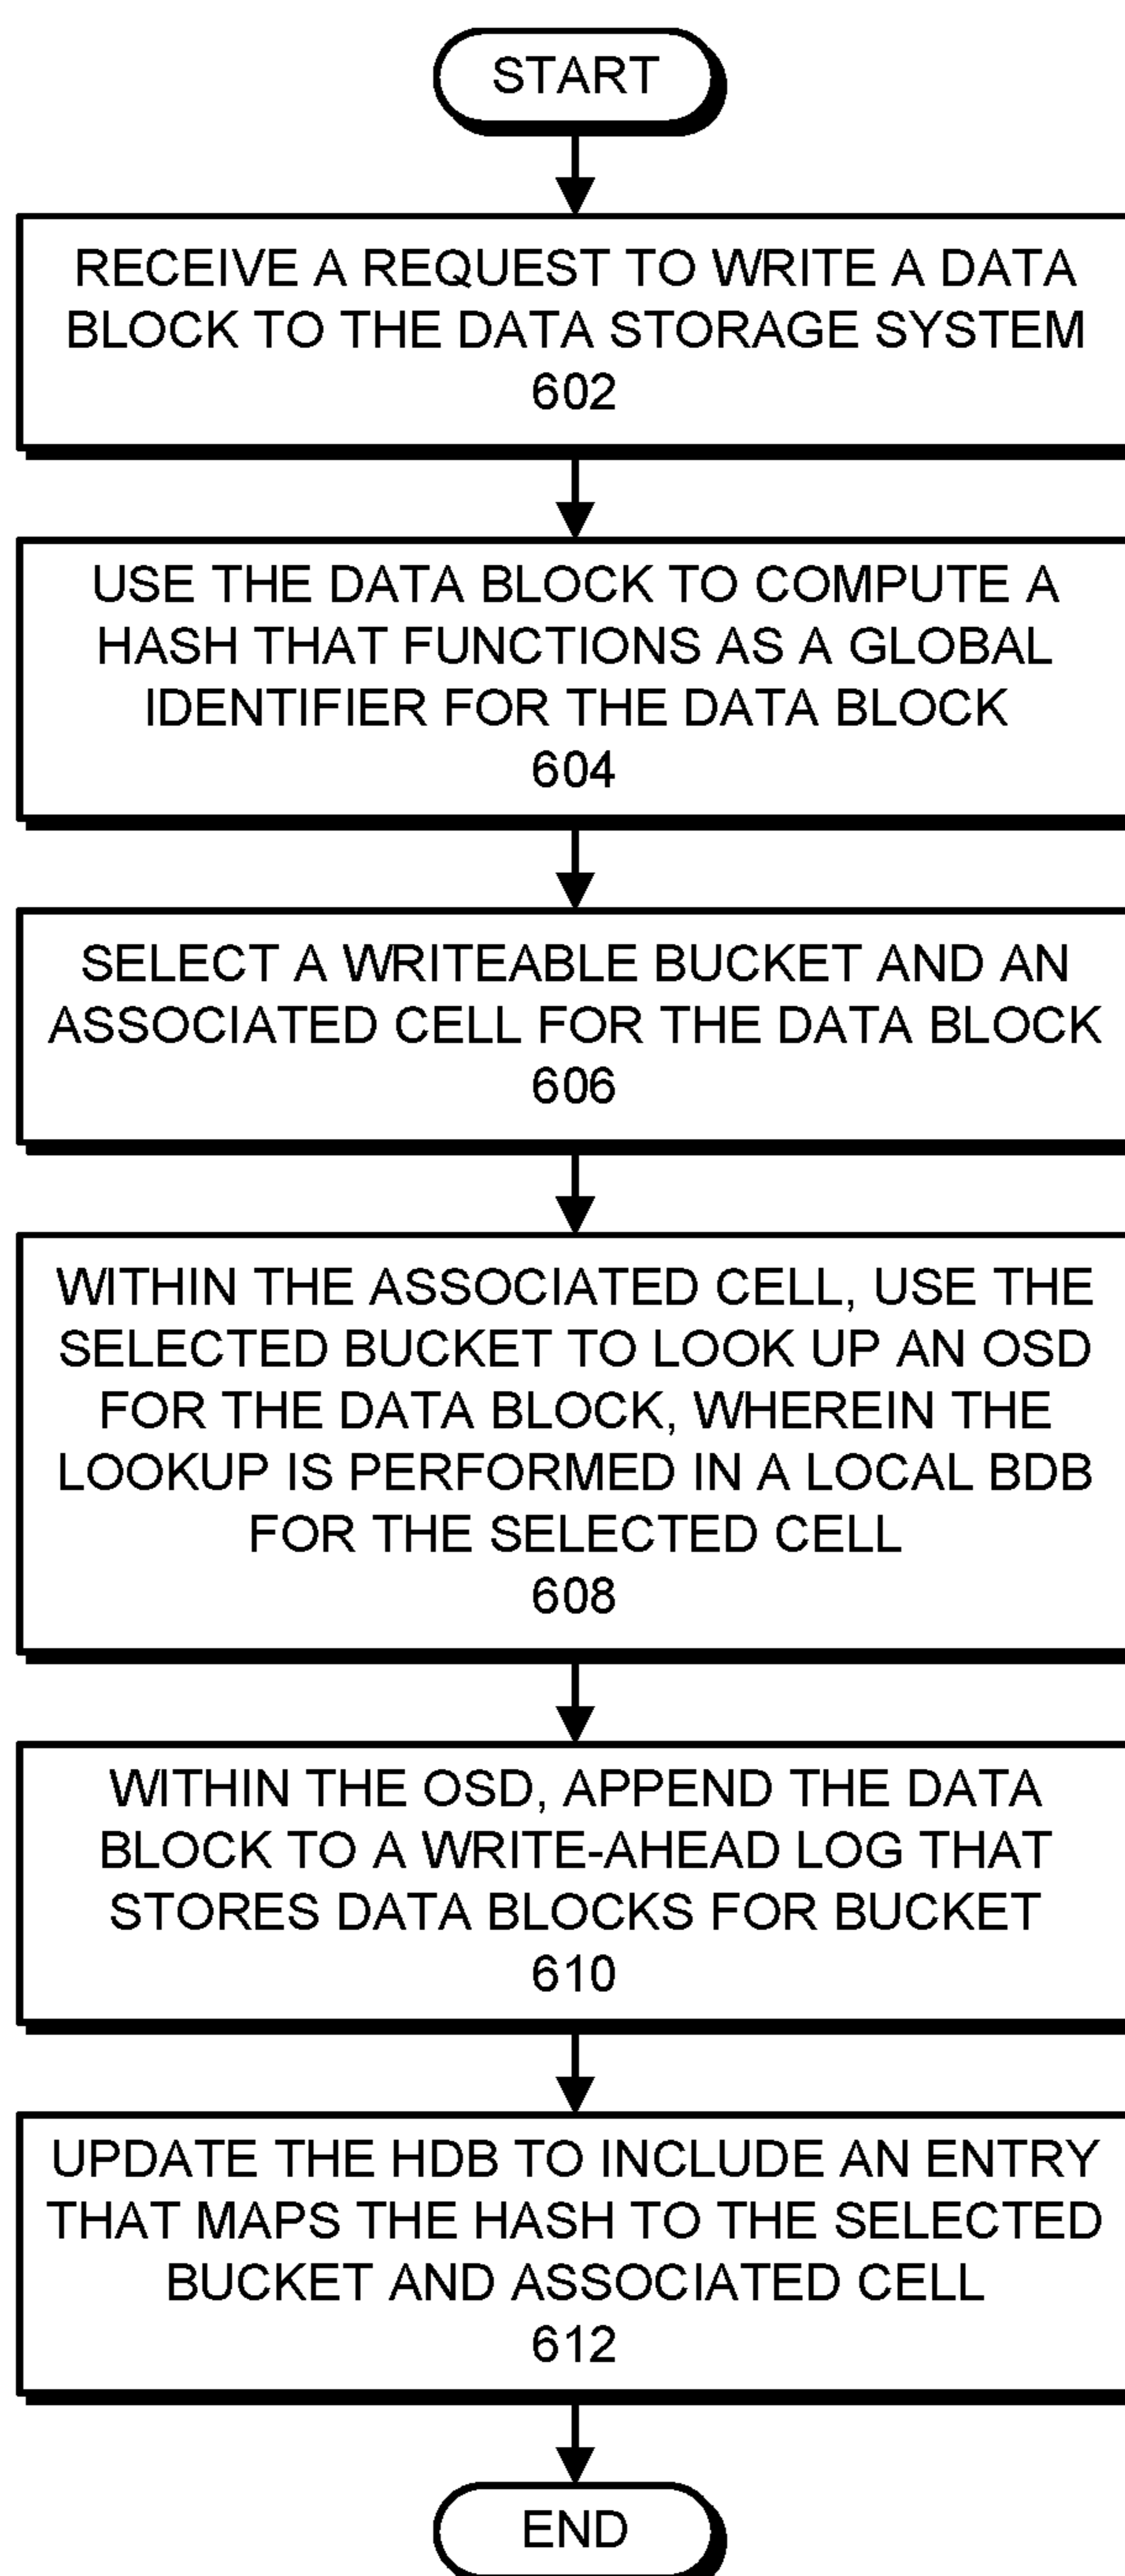 START
RECEIVE A REQUEST TO WRITE A DATA
BLOCK TO THE DATA STORAGE SYSTEM
602
USE THE DATA BLOCK TO COMPUTE A
HASH THAT FUNCTIONS AS A GLOBAL
IDENTIFIER FOR THE DATA BLOCK
604
SELECT A WRITEABLE BUCKET AND AN
ASSOCIATED CELL FOR THE DATA BLOCK
606
WITHIN THE ASSOCIATED CELL, USE THE
SELECTED BUCKET TO LOOK UP AN OSD
FOR THE DATA BLOCK, WHEREIN THE
LOOKUP IS PERFORMED IN A LOCAL BDB
FOR THE SELECTED CELL
608
WITHIN THE OSD, APPEND THE DATA
BLOCK TO A WRITE-AHEAD LOG THAT
STORES DATA BLOCKS FOR BUCKET
610
UPDATE THE HDB TO INCLUDE AN ENTRY
THAT MAPS THE HASH TO THE SELECTED
BUCKET AND ASSOCIATED CELL
612
END